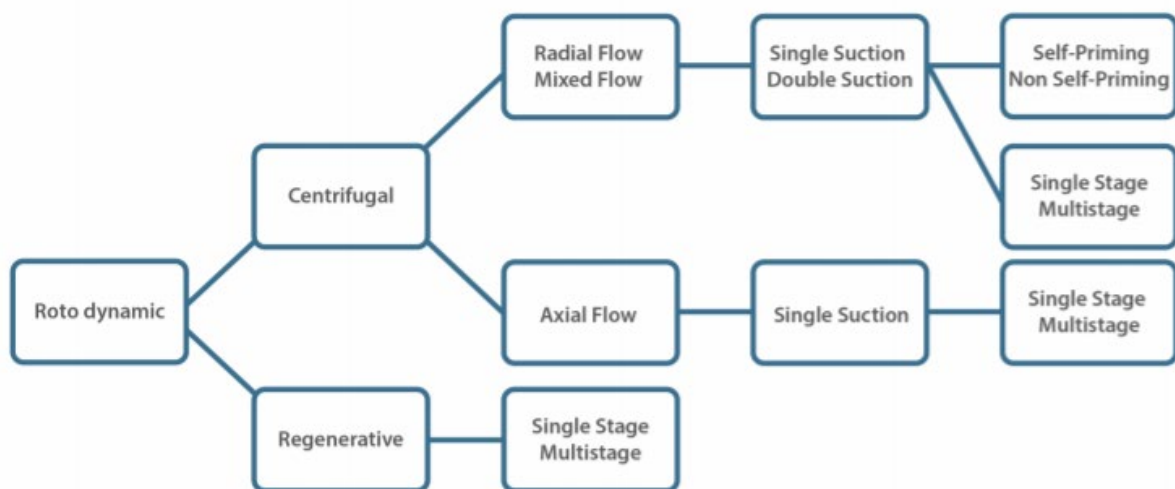 Radial Flow
Mixed Flow
Single Suction
Double Suction
Self-Priming
Non Self-Priming
Centrifugal
Single Stage
Multistage
Roto dynamic
Axial Flow
Single Suction
Single Stage
Multistage
Regenerative
Single Stage
Multistage